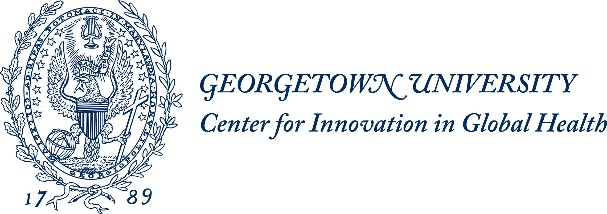 GEORGETOWN UNIVERSITY
Center for Innovation in Global Health
17 89